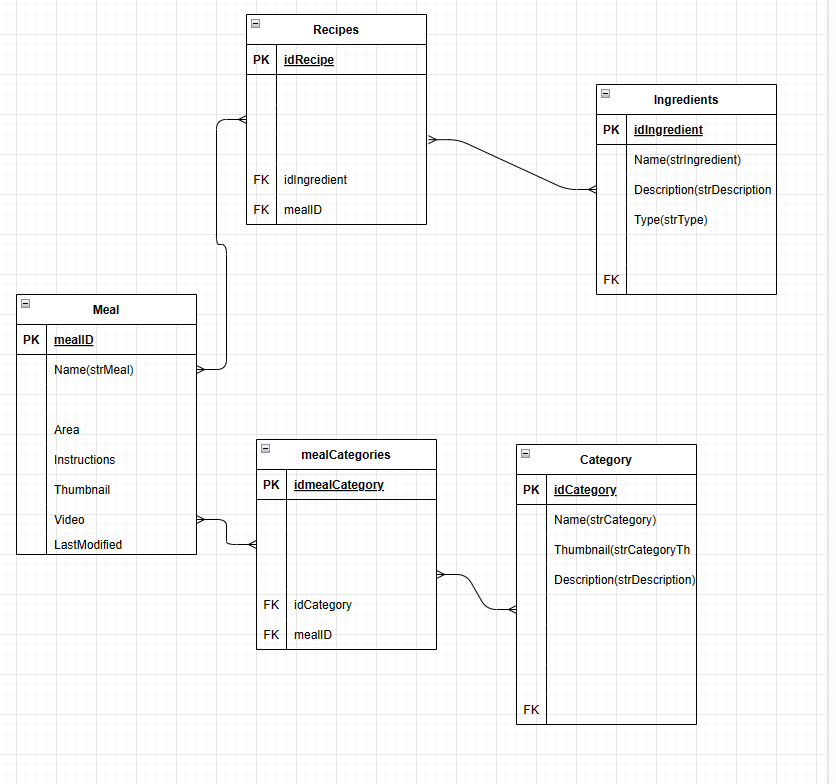 Recipes
PK idRecipe
FK idIngredient
FK mealID
Ingredients
PK idIngredient
Name(strIngredient)
Description(strDescription
Type(strType)
FK
Meal
PK mealID
Name(strMeal)
Area
Instructions
Thumbnail
Video
LastModified
mealCategories
PK idmealCategory
FK idCategory
FK mealID
Category
PK idCategory
Name(strCategory)
Thumbnail(strCategoryTh
Description(strDescription)
FK